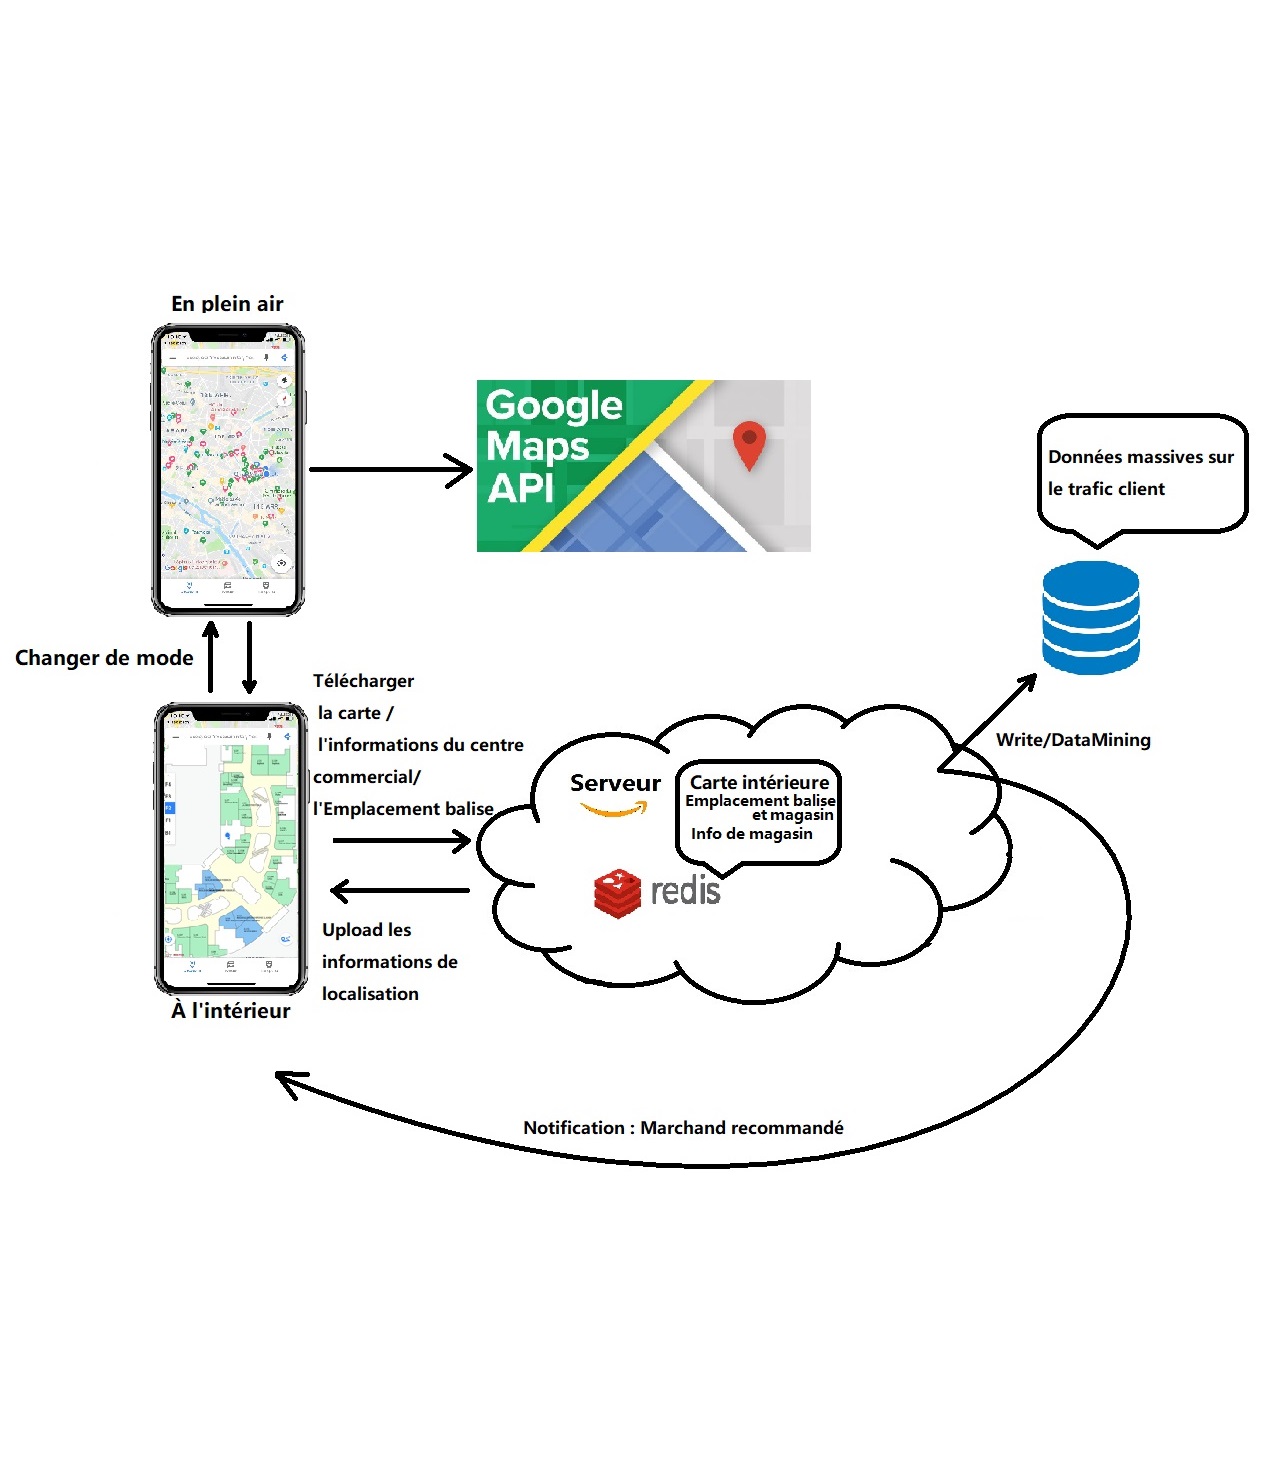 En plein air
Google
Maps
API
Données massives sur
le trafic client
Changer de mode
Télécharger
la carte /
l'informations du centre
commercial/
l'Emplacement balise
Write/DataMining
Serveur
Carte intérieure
Emplacement balise
et magasin
Info de magasin
redis
Upload les
informations de
localisation
À l'intérieur
Notification : Marchand recommandé